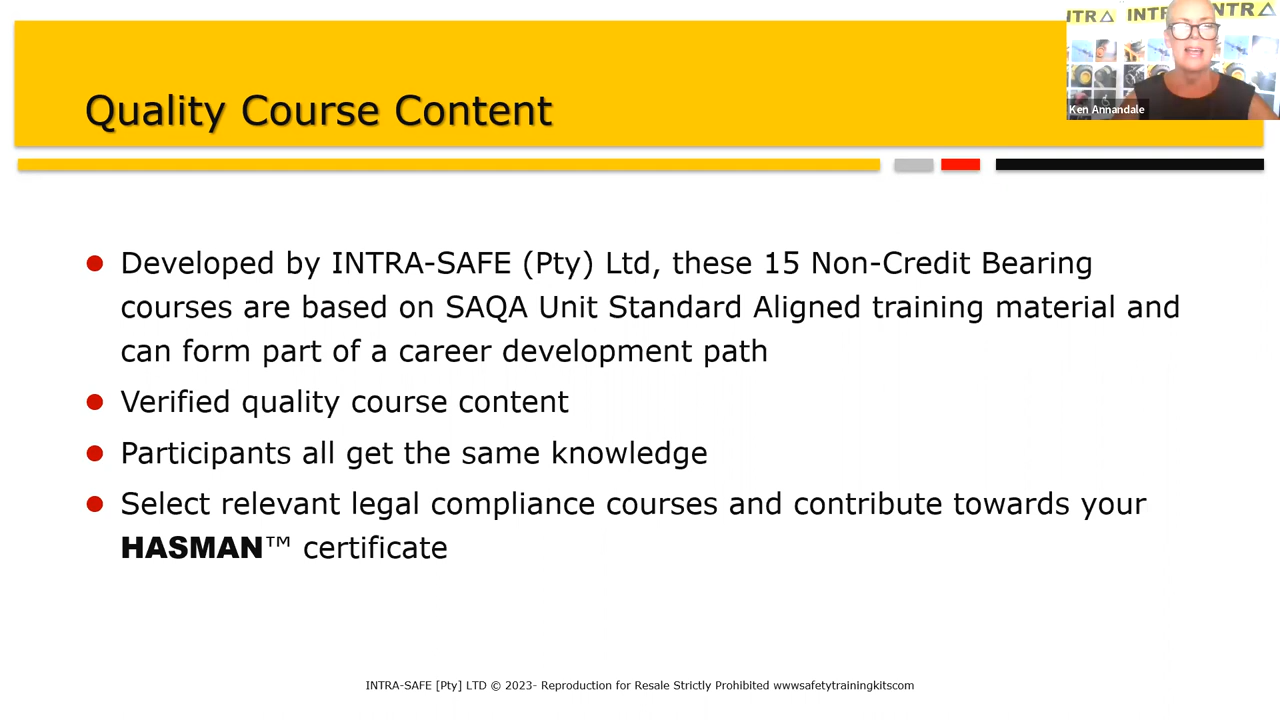 INTRA INTRA
Ken Annandale
Quality Course Content
Developed by INTRA-SAFE (Pty) Ltd, these 15 Non-Credit Bearing
courses are based on SAQA Unit Standard Aligned training material and
can form part of a career development path
Verified quality course content
Participants all get the same knowledge
Select relevant legal compliance courses and contribute towards your
HASMAN™ certificate
INTRA-SAFE [Pty] LTD © 2023- Reproduction for Resale Strictly Prohibited wwwsafetytrainingkitscom